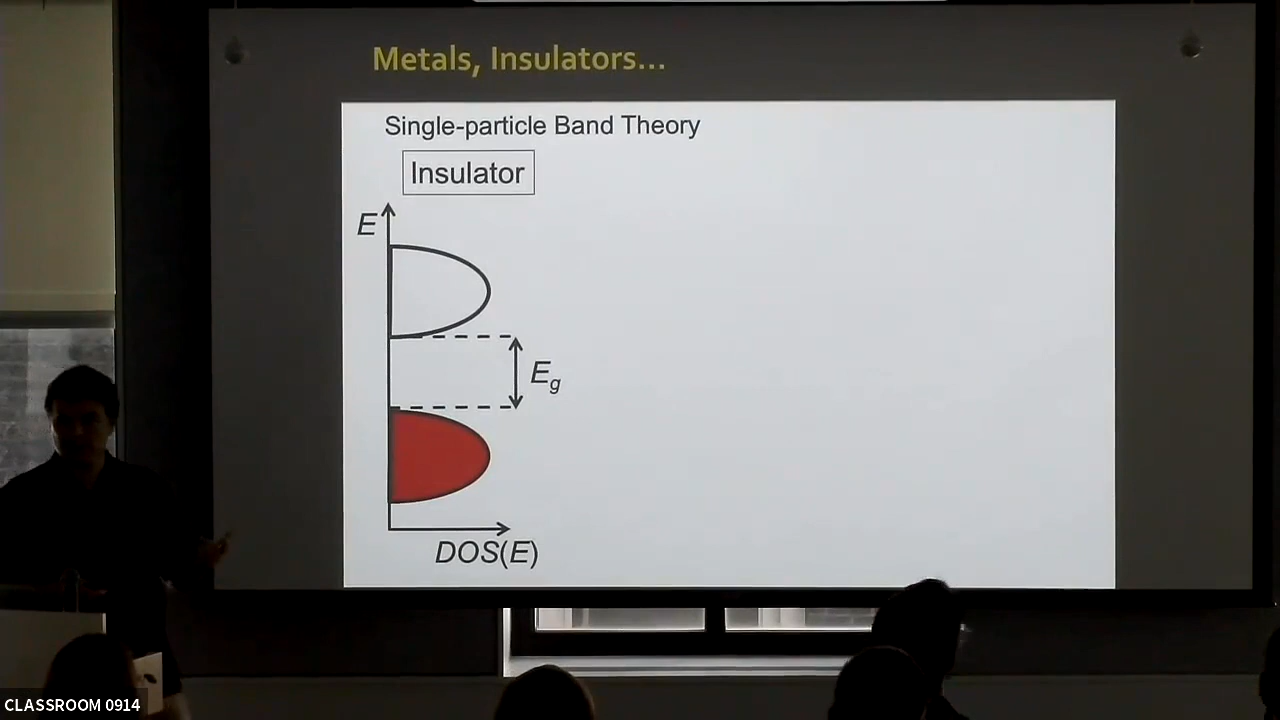 Metals, Insulators...
Single-particle Band Theory
Insulator
E
E_g
DOS(E)
CLASSROOM 0914